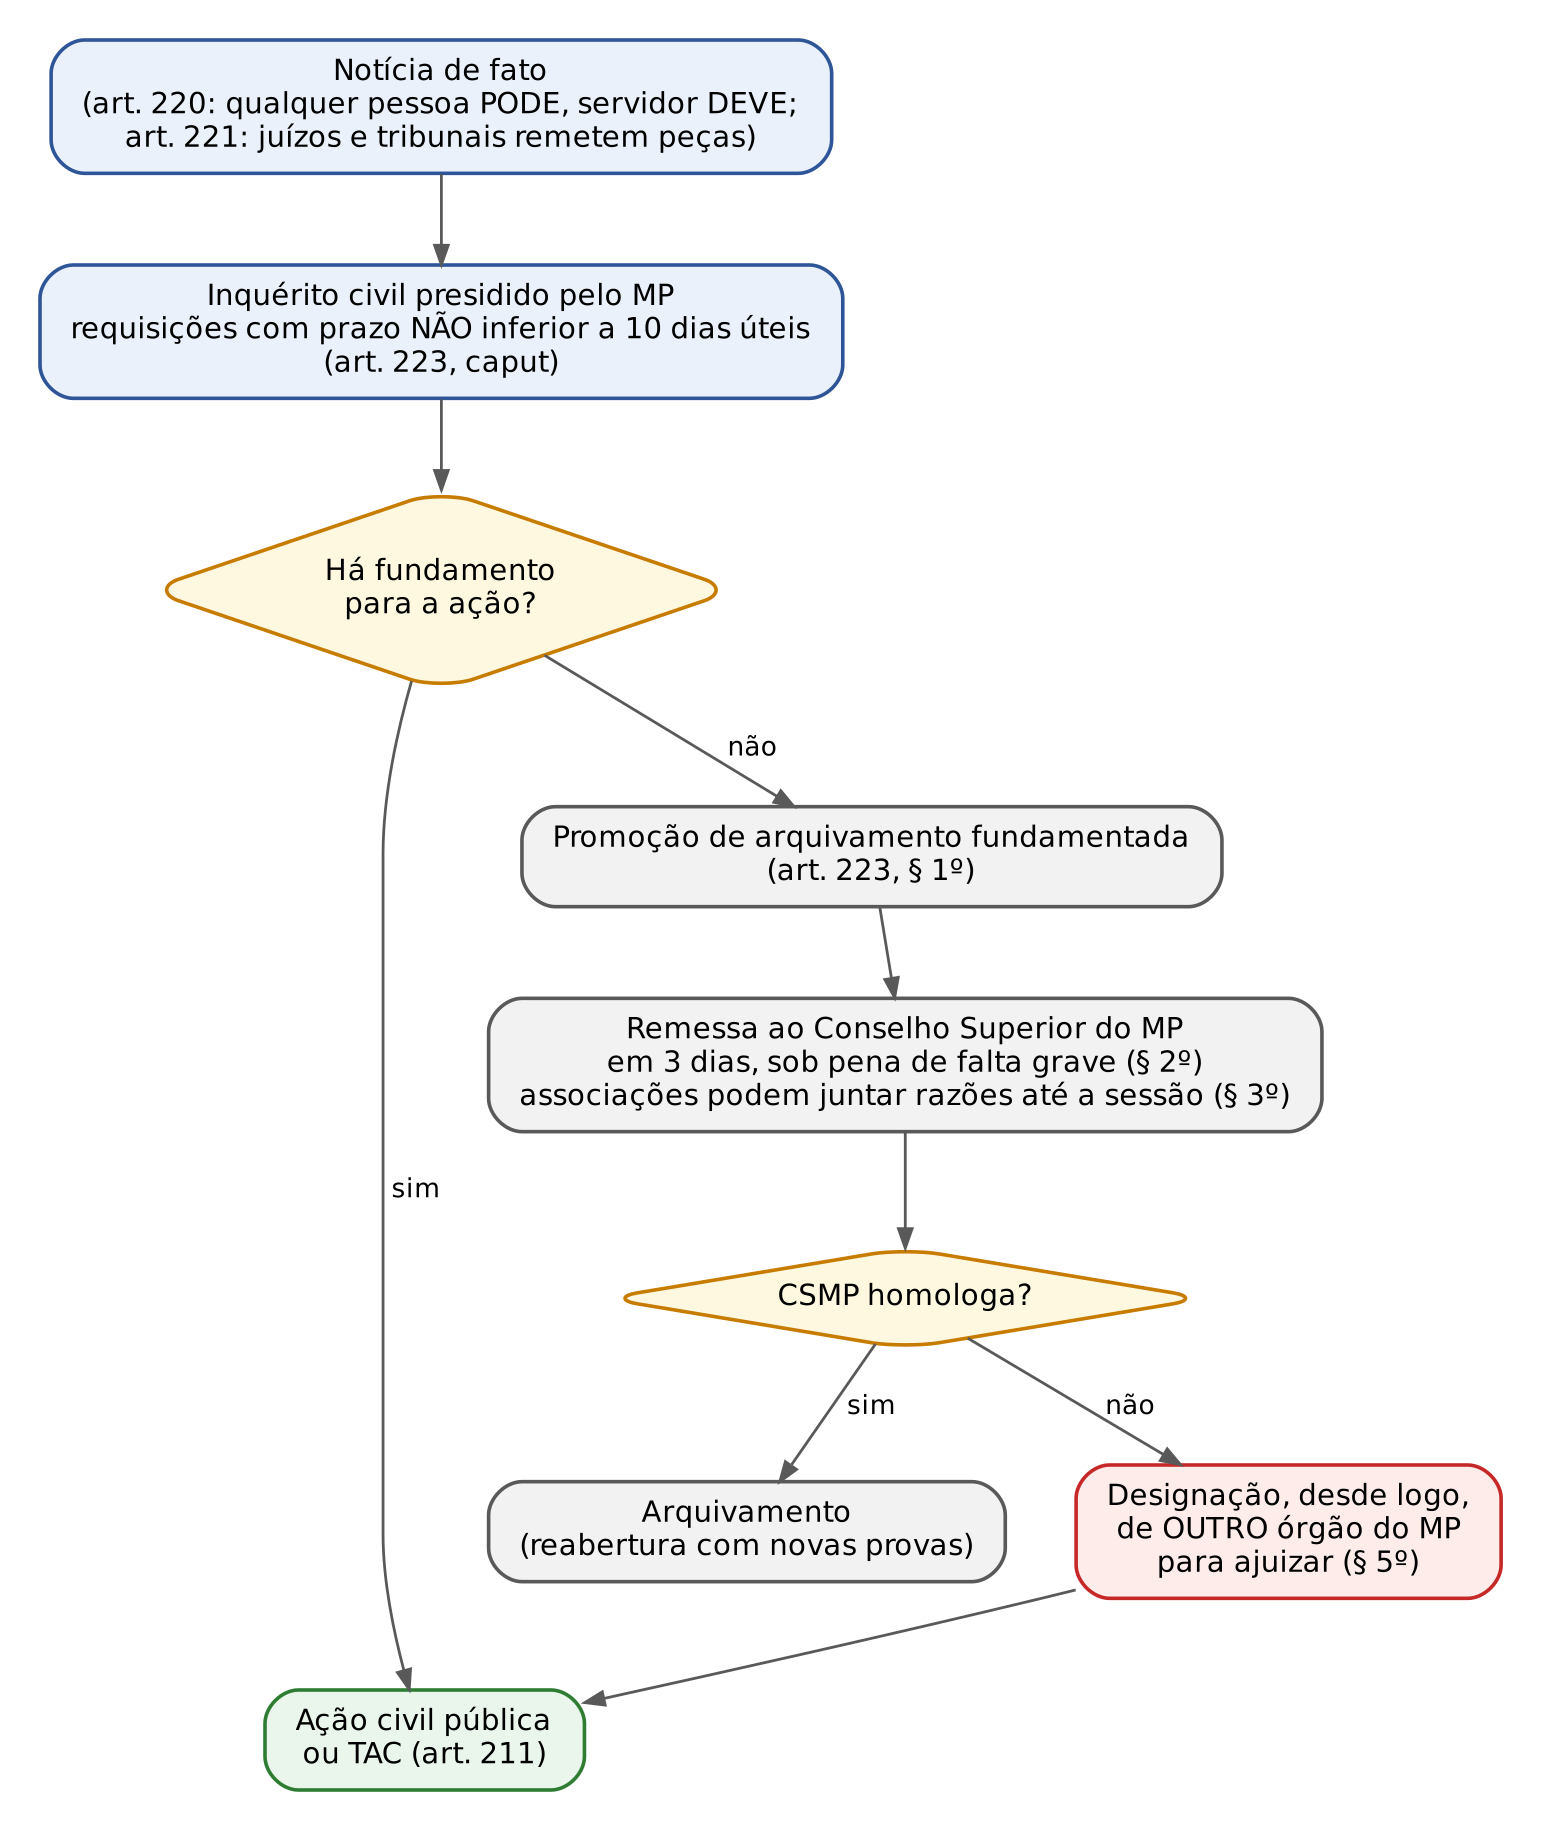 Notícia de fato
(art. 220: qualquer pessoa PODE, servidor DEVE;
art. 221: juízos e tribunais remetem peças)
Inquérito civil presidido pelo MP
requisições com prazo NÃO inferior a 10 dias úteis
(art. 223, caput)
Há fundamento
para a ação?
não
Promoção de arquivamento fundamentada
(art. 223, § 1º)
Remessa ao Conselho Superior do MP
em 3 dias, sob pena de falta grave (§ 2º)
associações podem juntar razões até a sessão (§ 3º)
sim
CSMP homologa?
sim
não
Arquivamento
(reabertura com novas provas)
Designação, desde logo,
de OUTRO órgão do MP
para ajuizar (§ 5º)
Ação civil pública
ou TAC (art. 211)